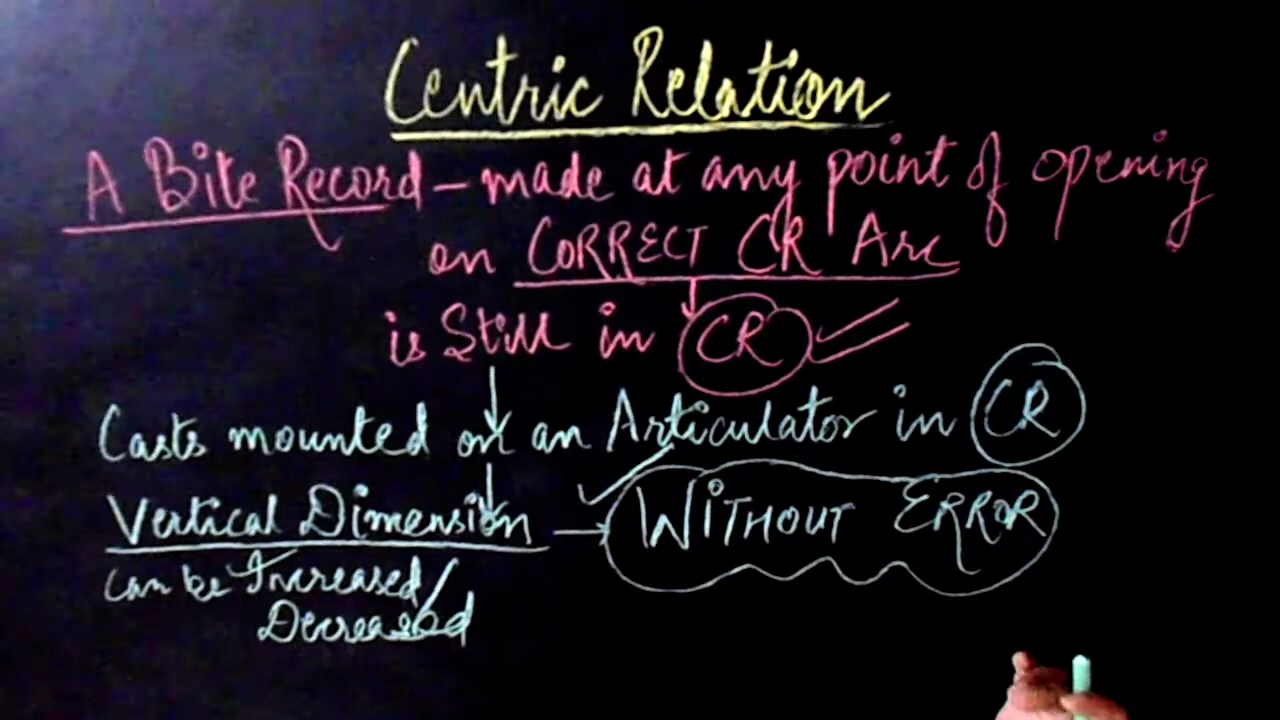 Centric Relation
A Bite Record - made at any point of opening
on CORRECT CR Arc
is Still in CR
Casts mounted on an Articulator in CR
Vertical Dimension → WITHOUT ERROR
can be Increased/
Decreased